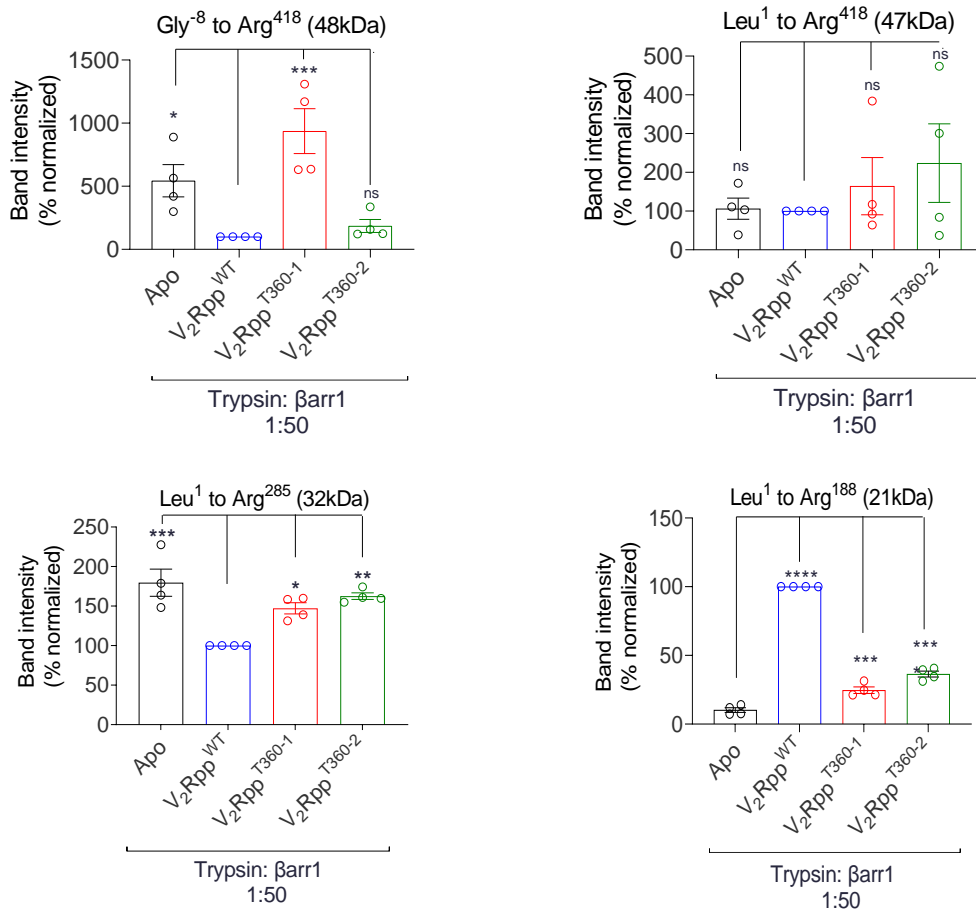 Gly⁻⁸ to Arg⁴¹⁸ (48kDa)
Band intensity
(% normalized)
1500
1000
500
0
*
***
ns
Apo
V₂Rpp^WT
V₂Rpp^T360-1
V₂Rpp^T360-2
Trypsin: βarr1
1:50
Leu¹ to Arg⁴¹⁸ (47kDa)
Band intensity
(% normalized)
500
400
300
200
100
0
ns
ns
ns
Apo
V₂Rpp^WT
V₂Rpp^T360-1
V₂Rpp^T360-2
Trypsin: βarr1
1:50
Leu¹ to Arg²⁸⁵ (32kDa)
Band intensity
(% normalized)
250
200
150
100
50
0
***
*
**
Apo
V₂Rpp^WT
V₂Rpp^T360-1
V₂Rpp^T360-2
Trypsin: βarr1
1:50
Leu¹ to Arg¹⁸⁸ (21kDa)
Band intensity
(% normalized)
150
100
50
0
****
***
***
*
Apo
V₂Rpp^WT
V₂Rpp^T360-1
V₂Rpp^T360-2
Trypsin: βarr1
1:50